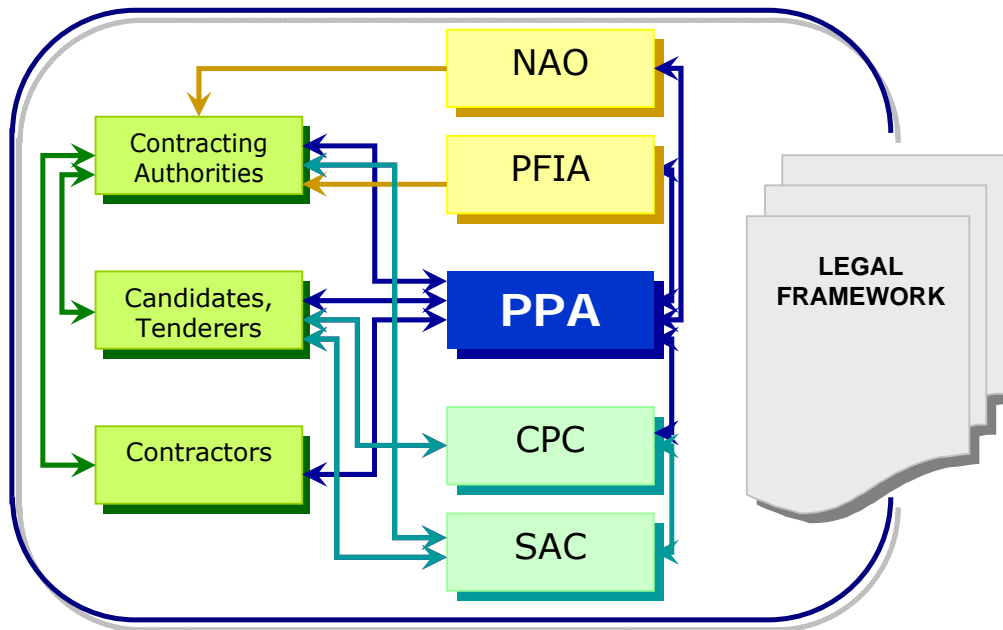 NAO
Contracting
Authorities
PFIA
Candidates,
Tenderers
PPA
LEGAL
FRAMEWORK
Contractors
CPC
SAC